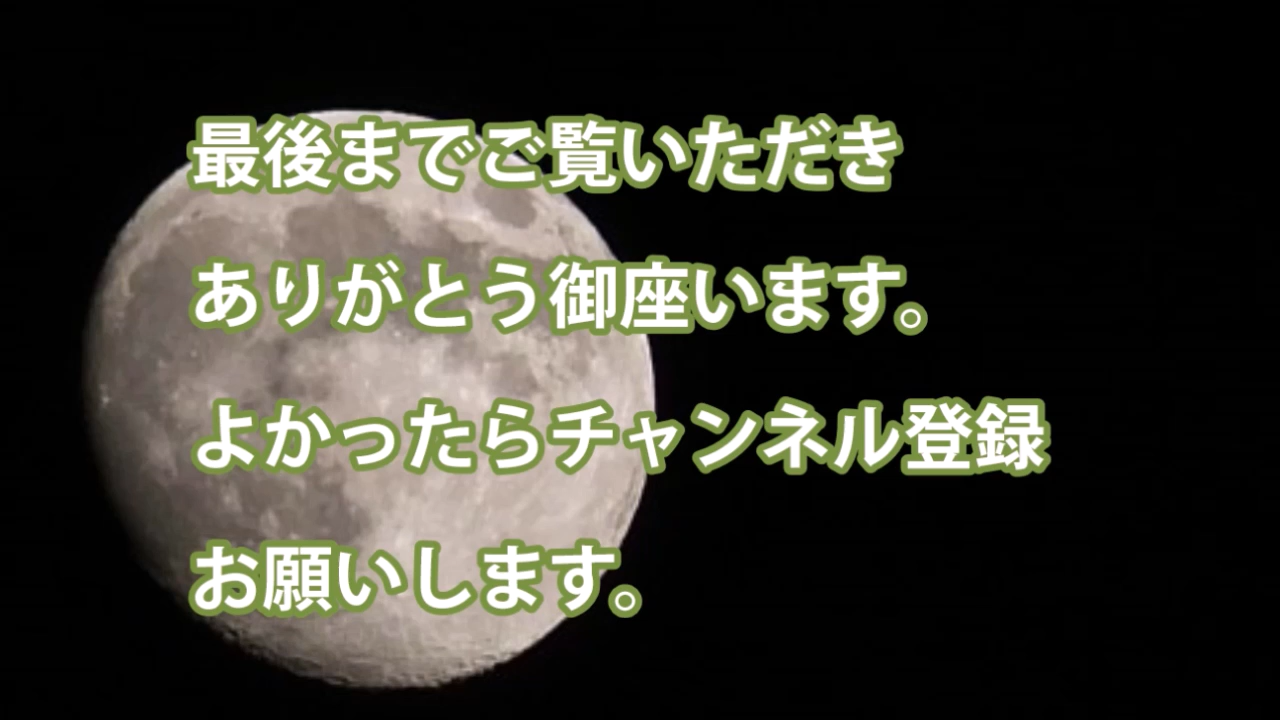 最後までご覧いただき
ありがとう御座います。
よかったらチャンネル登録
お願いします。